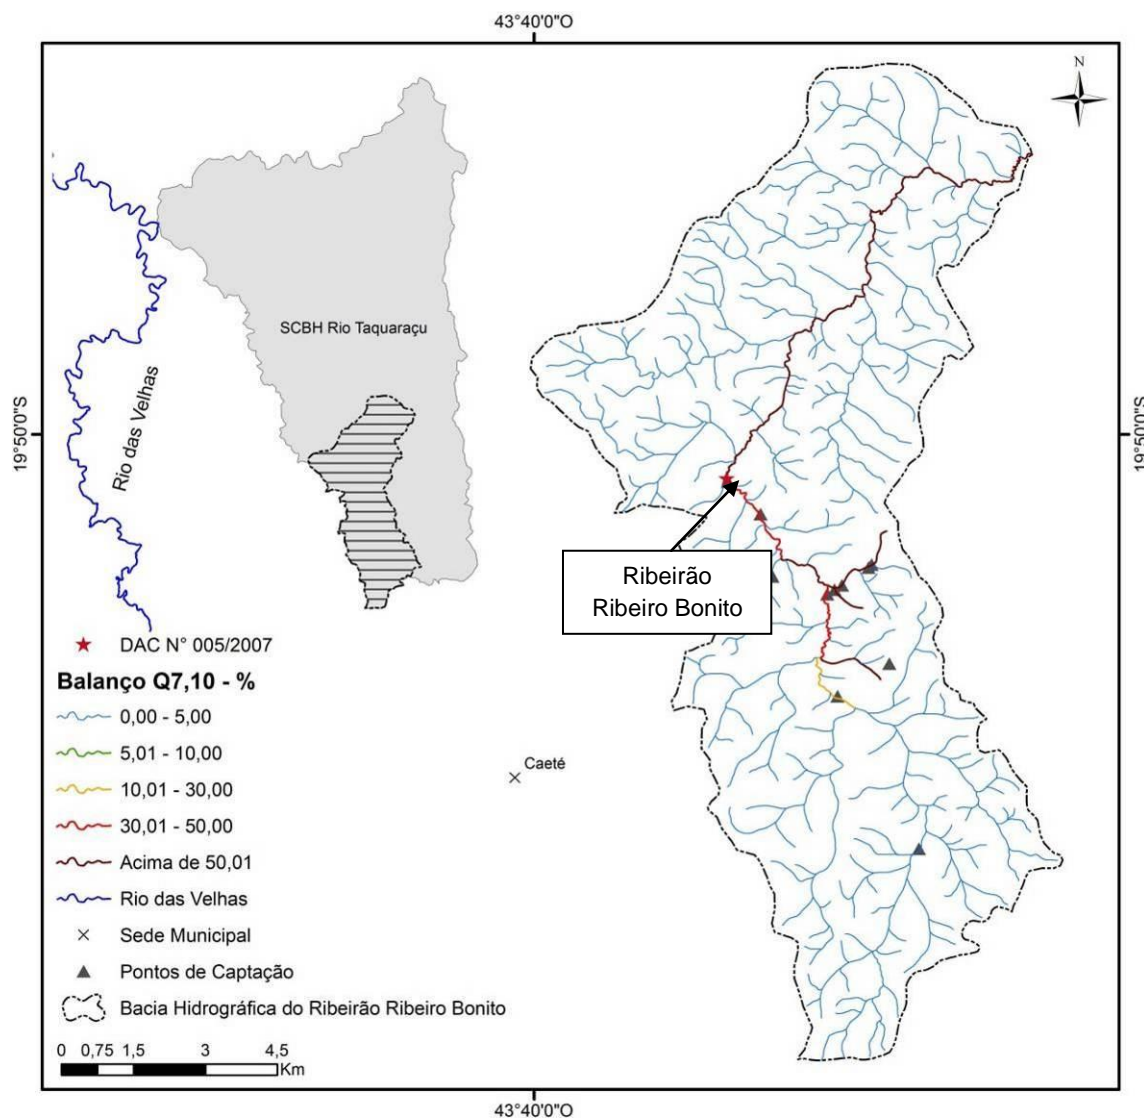 43°40'0"O
N
SCBH Rio Taquaraçu
19°50'0"S
19°50'0"S
Rio das Velhas
Ribeirão
Ribeiro Bonito
DAC N° 005/2007
Balanço Q7,10 - %
0,00 - 5,00
5,01 - 10,00
10,01 - 30,00
30,01 - 50,00
Acima de 50,01
Rio das Velhas
Sede Municipal
Pontos de Captação
Bacia Hidrográfica do Ribeirão Ribeiro Bonito
Caeté
0 0,75 1,5 3 4,5
Km
43°40'0"O